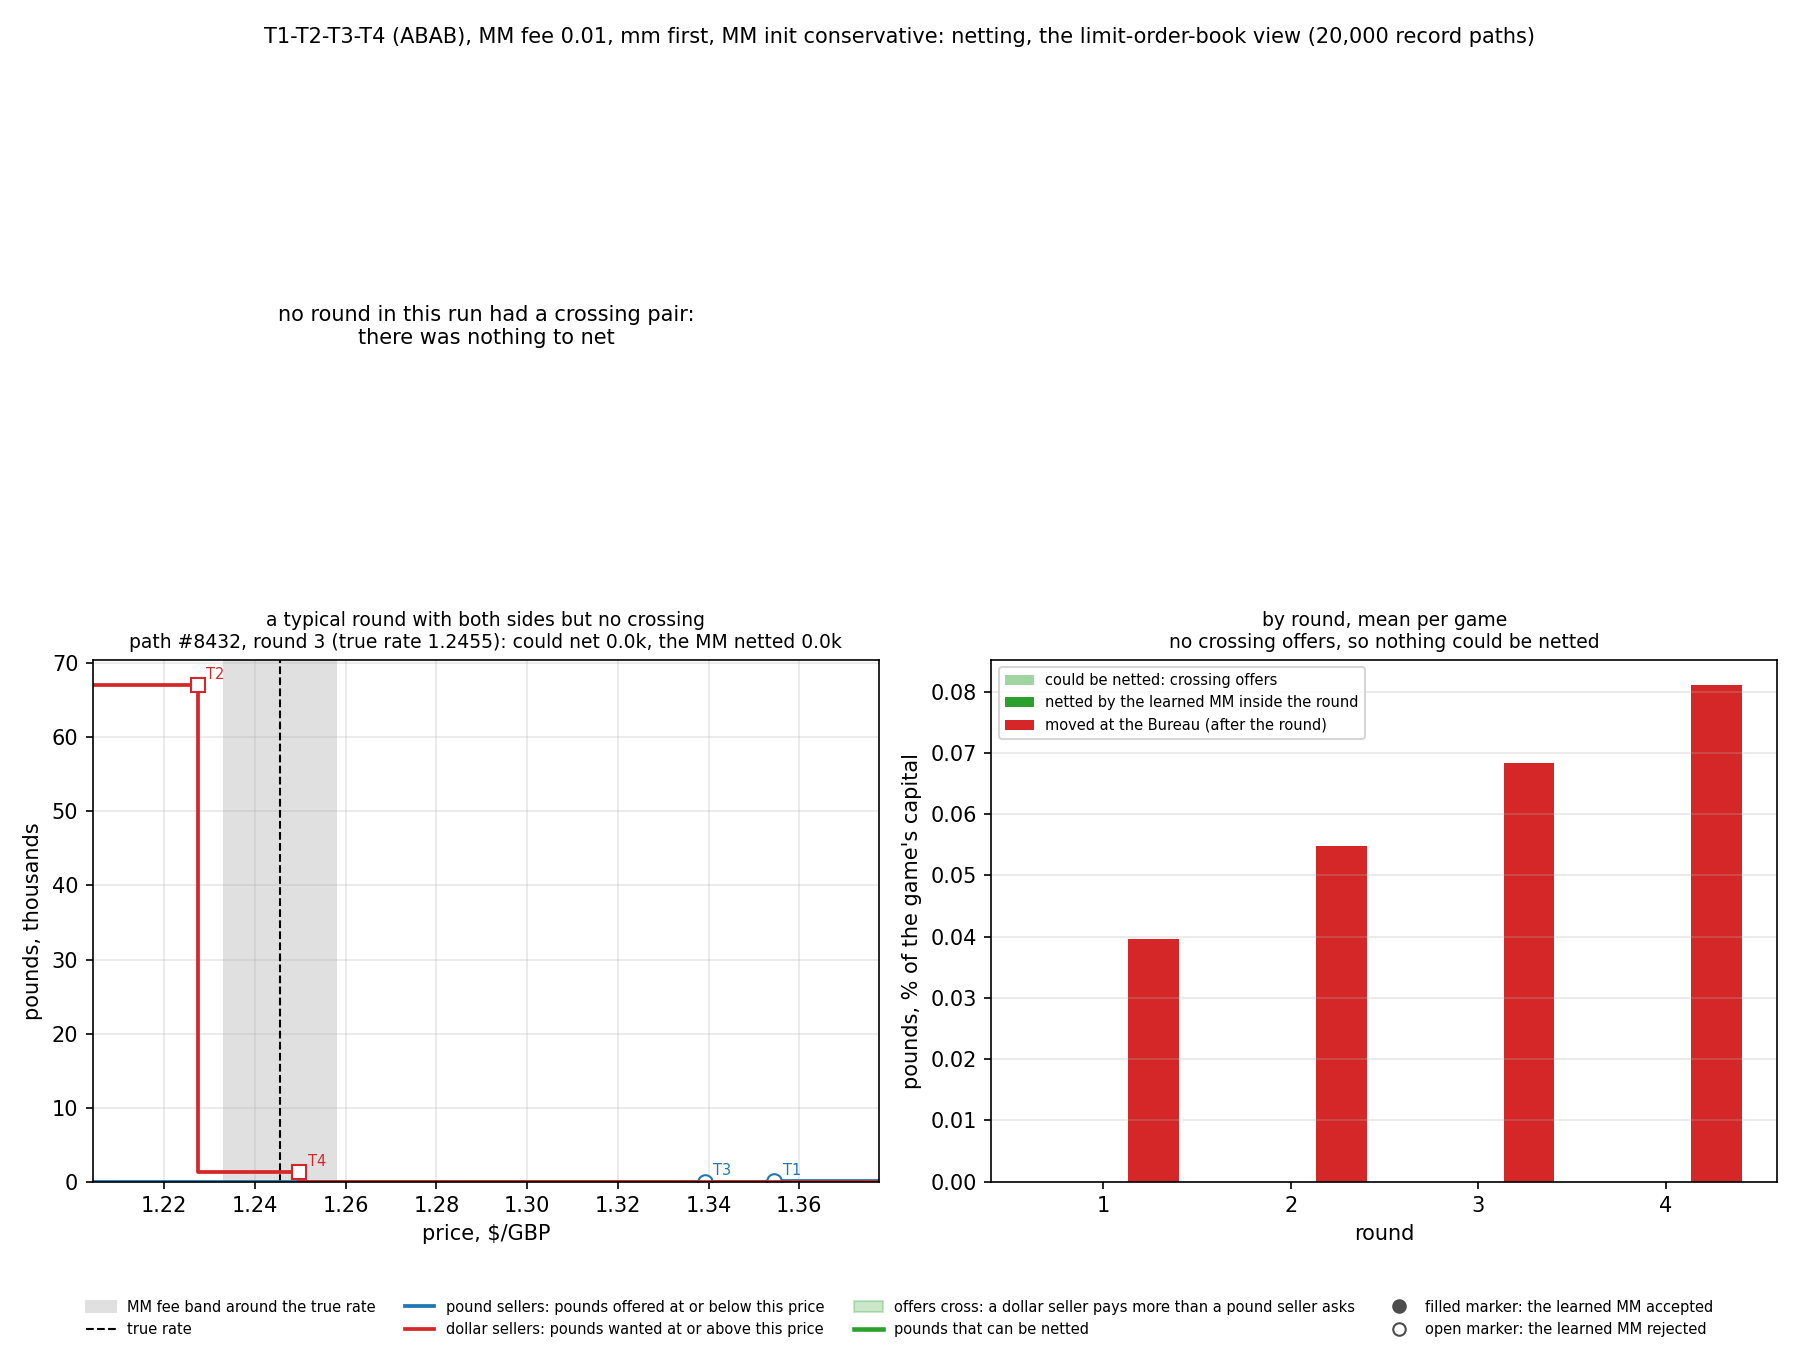 T1-T2-T3-T4 (ABAB), MM fee 0.01, mm first, MM init conservative: netting, the limit-order-book view (20,000 record paths)
no round in this run had a crossing pair:
there was nothing to net
a typical round with both sides but no crossing
path #8432, round 3 (true rate 1.2455): could net 0.0k, the MM netted 0.0k
pounds, thousands
70
60
50
40
30
20
10
0
T2
T4
T3
T1
1.22
1.24
1.26
1.28
1.30
1.32
1.34
1.36
price, $/GBP
by round, mean per game
no crossing offers, so nothing could be netted
could be netted: crossing offers
netted by the learned MM inside the round
moved at the Bureau (after the round)
pounds, % of the game's capital
0.08
0.07
0.06
0.05
0.04
0.03
0.02
0.01
0.00
1
2
3
4
round
MM fee band around the true rate
true rate
pound sellers: pounds offered at or below this price
dollar sellers: pounds wanted at or above this price
offers cross: a dollar seller pays more than a pound seller asks
pounds that can be netted
filled marker: the learned MM accepted
open marker: the learned MM rejected